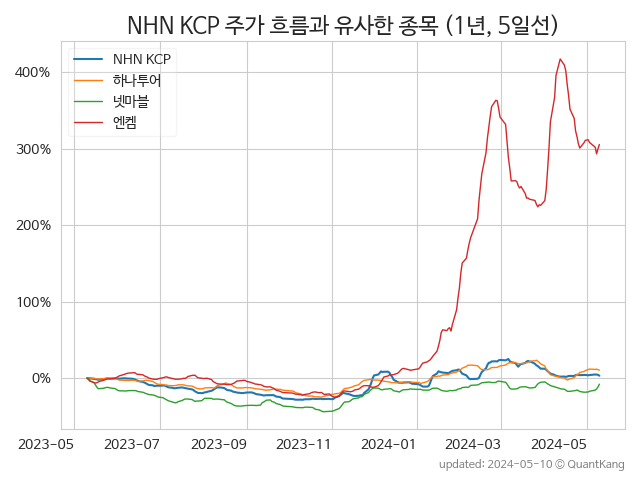 NHN KCP 주가 흐름과 유사한 종목 (1년, 5일선)
NHN KCP
하나투어
넷마블
엔켐
400%
300%
200%
100%
0%
2023-05 2023-07 2023-09 2023-11 2024-01 2024-03 2024-05
updated: 2024-05-10 © QuantKang